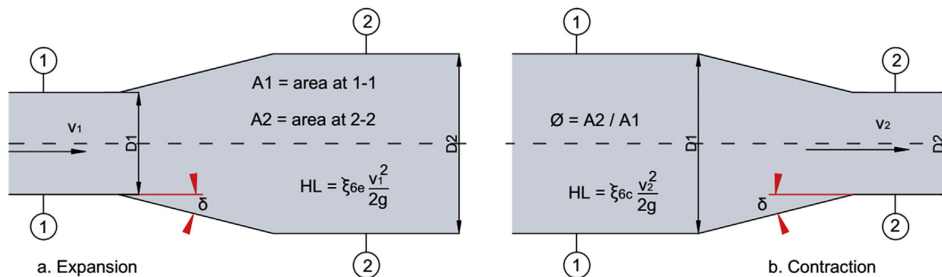 1
2
1
2
A1 = area at 1-1
v₁
D1
A2 = area at 2-2
D2
HL = ξ₆ₑ v₁² / 2g
δ
1
2
a. Expansion
Ø = A2 / A1
D1
v₂
D2
HL = ξ₆c v₂² / 2g
δ
1
2
b. Contraction